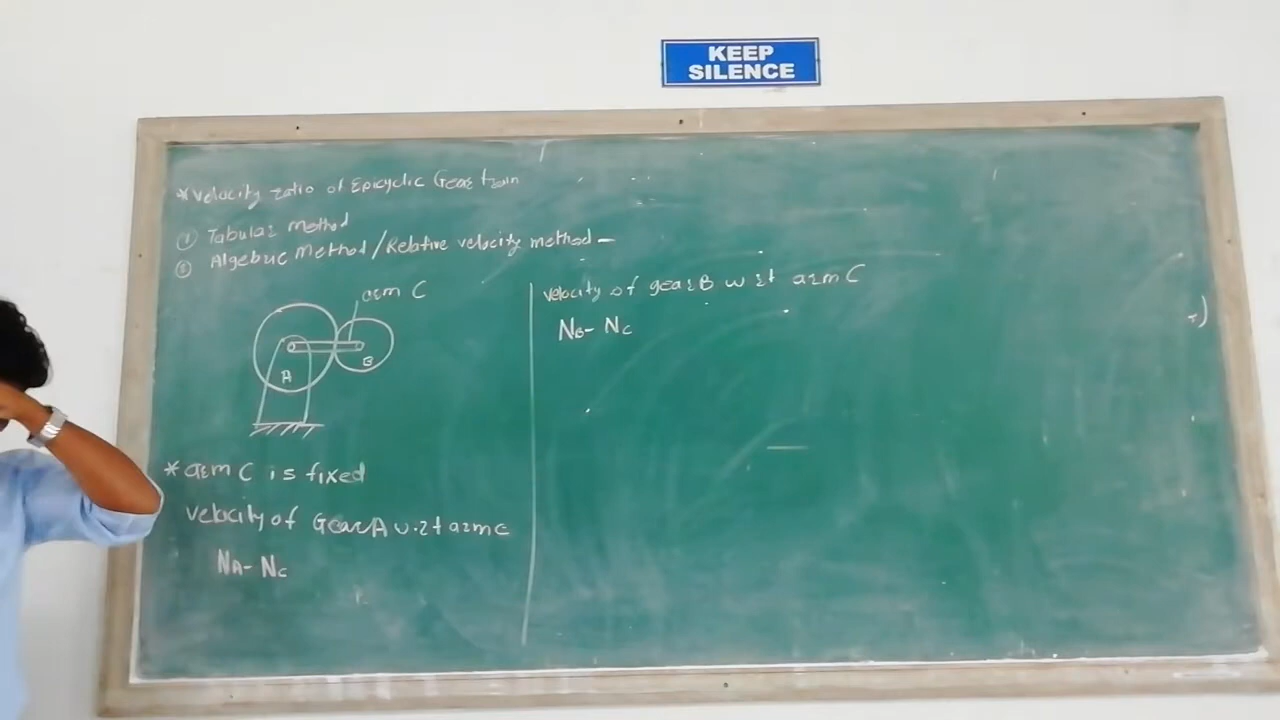 KEEP
SILENCE
* Velocity ratio of Epicyclic Gear train
① Tabular method
② Algebric Method / Relative velocity method -
arm C
A
B
* arm C is fixed
velocity of Gear A w.r.t arm C
NA - NC
velocity of gear B w r t arm C
NB - NC